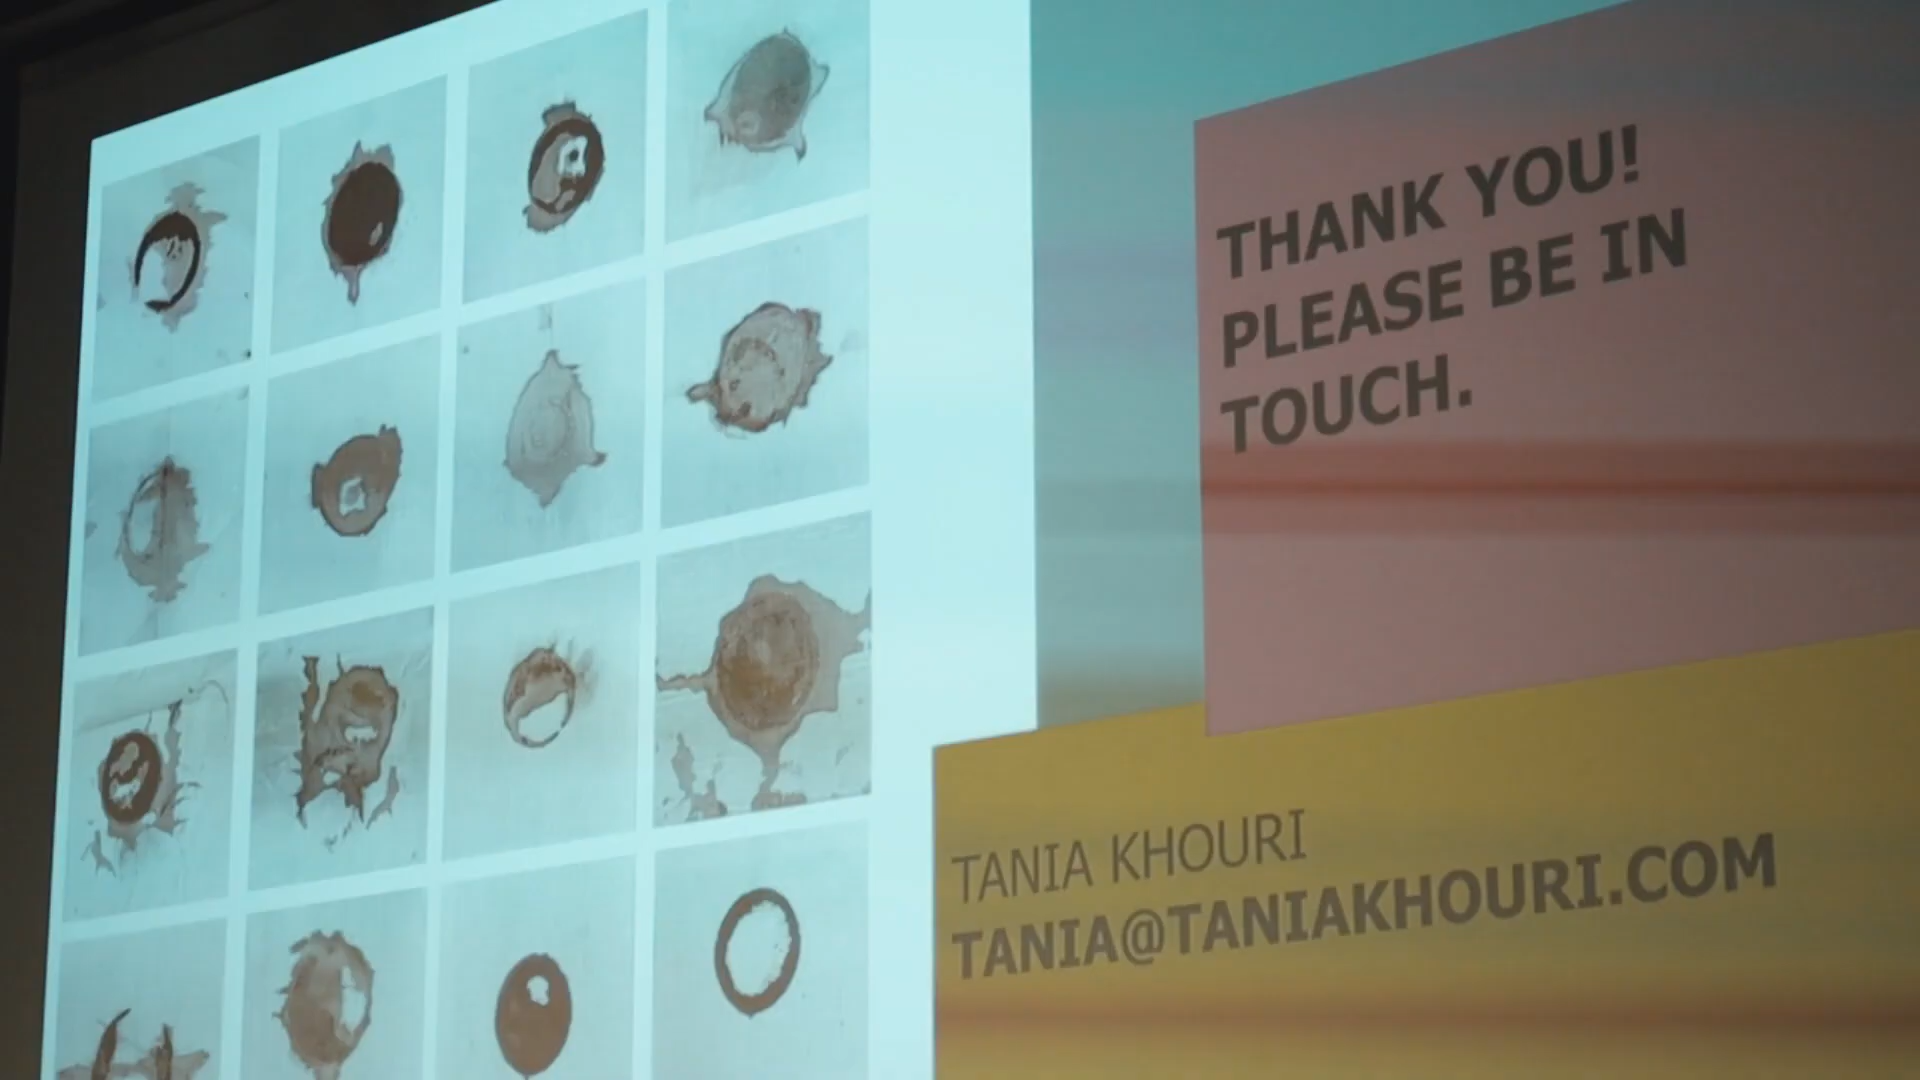 THANK YOU!
PLEASE BE IN
TOUCH.
TANIA KHOURI
TANIA@TANIAKHOURI.COM